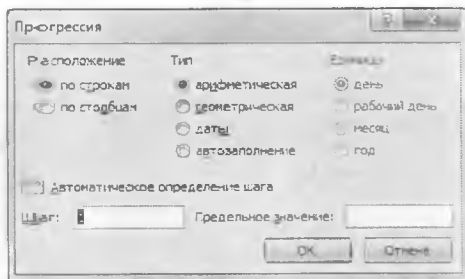 Прогрессия
Расположение Тип Единицы
по строкам арифметическая день
по столбцам геометрическая рабочий день
даты месяц
автозаполнение год
Автоматическое определение шага
Шаг: Предельное значение:
OK Отмена